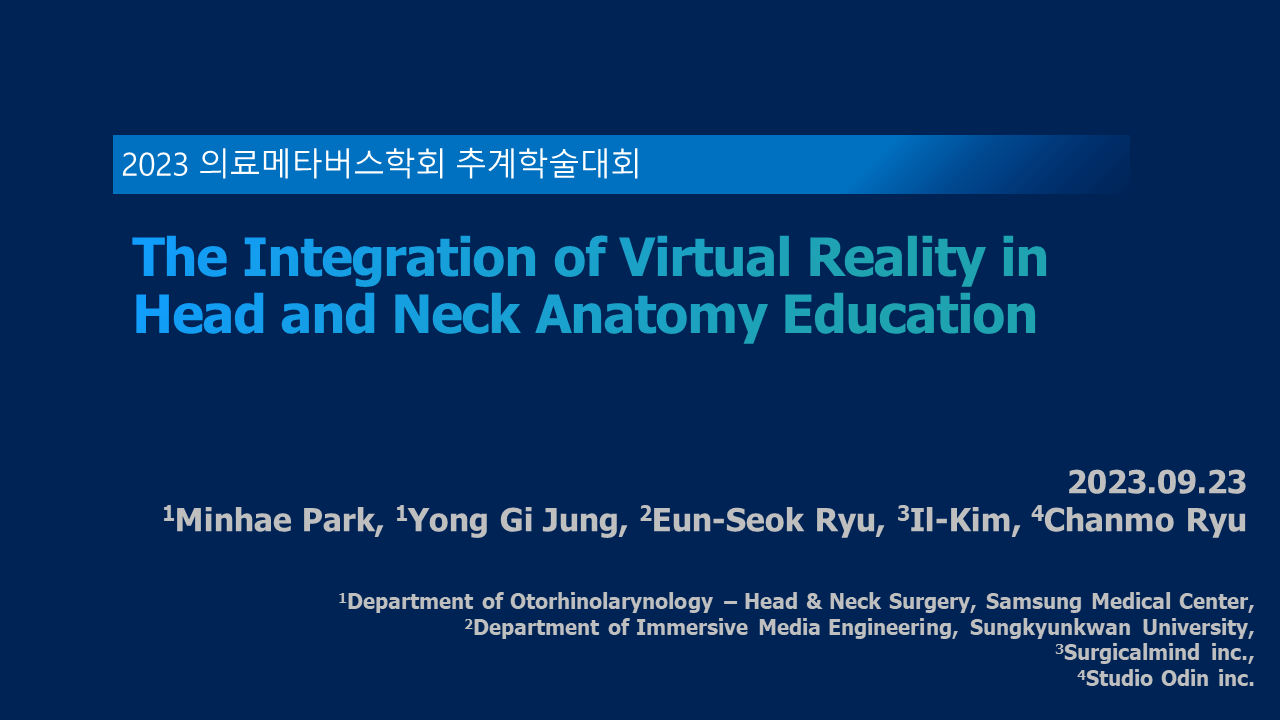 2023 의료메타버스학회 추계학술대회
The Integration of Virtual Reality in
Head and Neck Anatomy Education
2023.09.23
¹Minhae Park, ¹Yong Gi Jung, ²Eun-Seok Ryu, ³Il-Kim, ⁴Chanmo Ryu
¹Department of Otorhinolarynology – Head & Neck Surgery, Samsung Medical Center,
²Department of Immersive Media Engineering, Sungkyunkwan University,
³Surgicalmind inc.,
⁴Studio Odin inc.